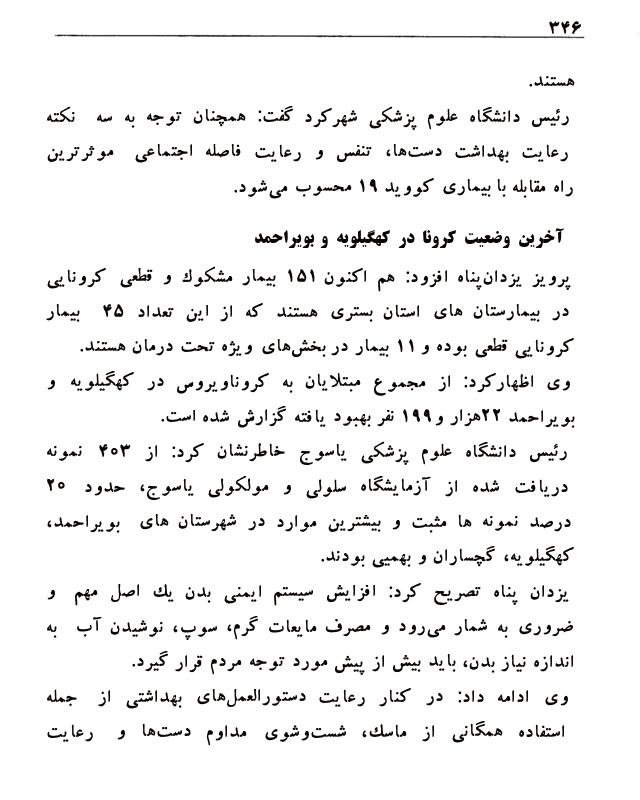 ۳۴۶
هستند.
رئیس دانشگاه علوم پزشکی شهرکرد گفت: همچنان توجه به سه نکته
رعایت بهداشت دست‌ها، تنفس و رعایت فاصله اجتماعی موثرترین
راه مقابله با بیماری کووید ۱۹ محسوب می‌شود.
آخرین وضعیت کرونا در کهگیلویه و بویراحمد
پرویز یزدان‌پناه افزود: هم اکنون ۱۵۱ بیمار مشکوك و قطعی کرونایی
در بیمارستان های استان بستری هستند که از این تعداد ۴۵ بیمار
کرونایی قطعی بوده و ۱۱ بیمار در بخش‌های ویژه تحت درمان هستند.
وی اظهارکرد: از مجموع مبتلایان به کروناویروس در کهگیلویه و
بویراحمد ۲۲هزار و ۱۹۹ نفر بهبود یافته گزارش شده است.
رئیس دانشگاه علوم پزشکی یاسوج خاطرنشان کرد: از ۴۰۳ نمونه
دریافت شده از آزمایشگاه سلولی و مولکولی یاسوج، حدود ۲۰
درصد نمونه ها مثبت و بیشترین موارد در شهرستان های بویراحمد،
کهگیلویه، گچساران و بهمیی بودند.
یزدان پناه تصریح کرد: افزایش سیستم ایمنی بدن یك اصل مهم و
ضروری به شمار می‌رود و مصرف مایعات گرم، سوپ، نوشیدن آب به
اندازه نیاز بدن، باید بیش از پیش مورد توجه مردم قرار گیرد.
وی ادامه داد: در کنار رعایت دستورالعمل‌های بهداشتی از جمله
استفاده همگانی از ماسك، شست‌وشوی مداوم دست‌ها و رعایت